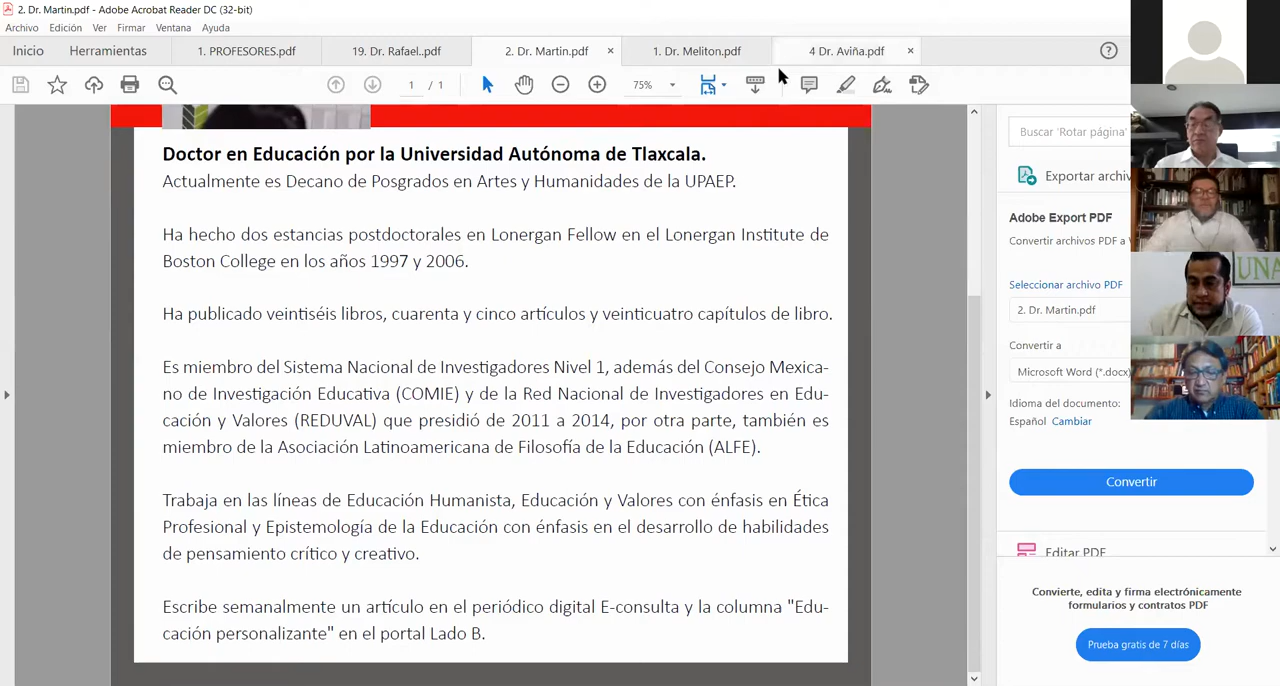 2. Dr. Martin.pdf - Adobe Acrobat Reader DC (32-bit)
Archivo Edición Ver Firmar Ventana Ayuda
Inicio Herramientas 1. PROFESORES.pdf 19. Dr. Rafael..pdf 2. Dr. Martin.pdf × 1. Dr. Meliton.pdf 4 Dr. Aviña.pdf ×
1 / 1 75%
Doctor en Educación por la Universidad Autónoma de Tlaxcala.
Actualmente es Decano de Posgrados en Artes y Humanidades de la UPAEP.
Ha hecho dos estancias postdoctorales en Lonergan Fellow en el Lonergan Institute de
Boston College en los años 1997 y 2006.
Ha publicado veintiséis libros, cuarenta y cinco artículos y veinticuatro capítulos de libro.
Es miembro del Sistema Nacional de Investigadores Nivel 1, además del Consejo Mexica-
no de Investigación Educativa (COMIE) y de la Red Nacional de Investigadores en Edu-
cación y Valores (REDUVAL) que presidió de 2011 a 2014, por otra parte, también es
miembro de la Asociación Latinoamericana de Filosofía de la Educación (ALFE).
Trabaja en las líneas de Educación Humanista, Educación y Valores con énfasis en Ética
Profesional y Epistemología de la Educación con énfasis en el desarrollo de habilidades
de pensamiento crítico y creativo.
Escribe semanalmente un artículo en el periódico digital E-consulta y la columna "Edu-
cación personalizante" en el portal Lado B.
Buscar 'Rotar página'
Exportar archiv
Adobe Export PDF
Convertir archivos PDF a
Seleccionar archivo PDF
2. Dr. Martin.pdf
Convertir a
Microsoft Word (*.docx)
Idioma del documento:
Español Cambiar
Convertir
Editar PDF
Convierte, edita y firma electrónicamente
formularios y contratos PDF
Prueba gratis de 7 días
UNA